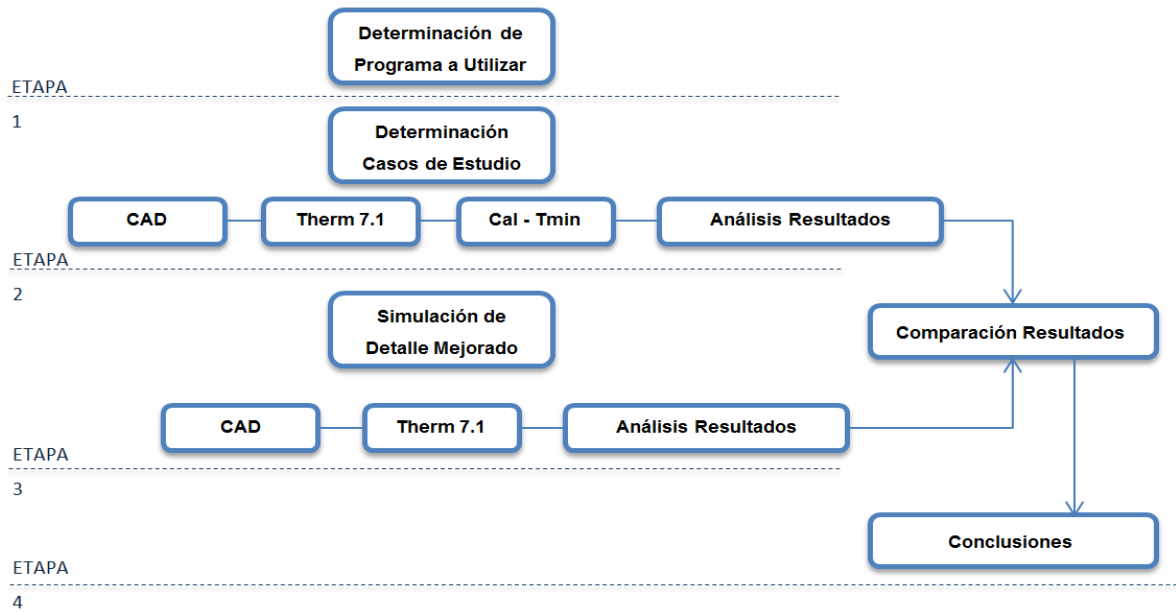 Determinación de
Programa a Utilizar
ETAPA
1
Determinación
Casos de Estudio
CAD
Therm 7.1
Cal - Tmin
Análisis Resultados
ETAPA
2
Simulación de
Detalle Mejorado
Comparación Resultados
CAD
Therm 7.1
Análisis Resultados
ETAPA
3
Conclusiones
ETAPA
4